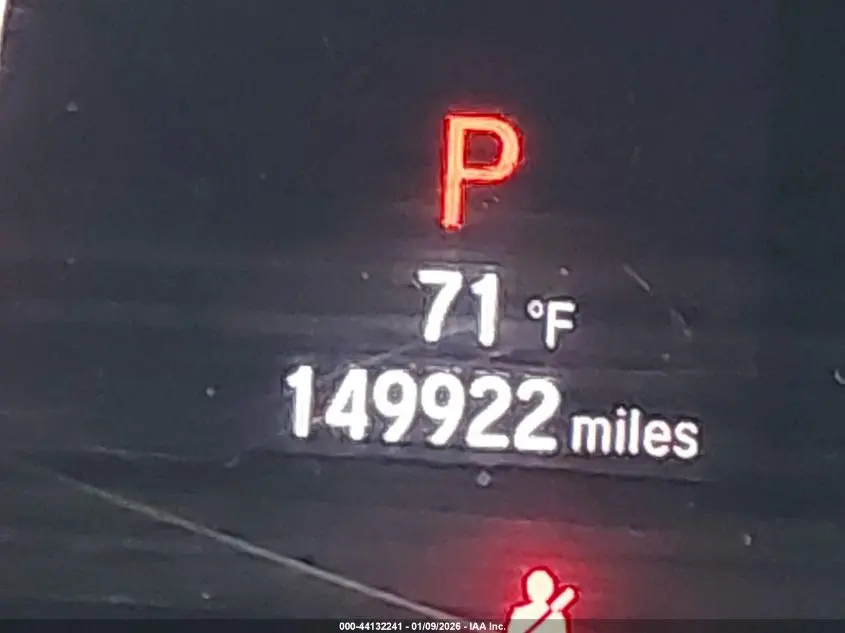 P
71 °F
149922 miles
000-44132241 - 01/09/2026 - IAA Inc.